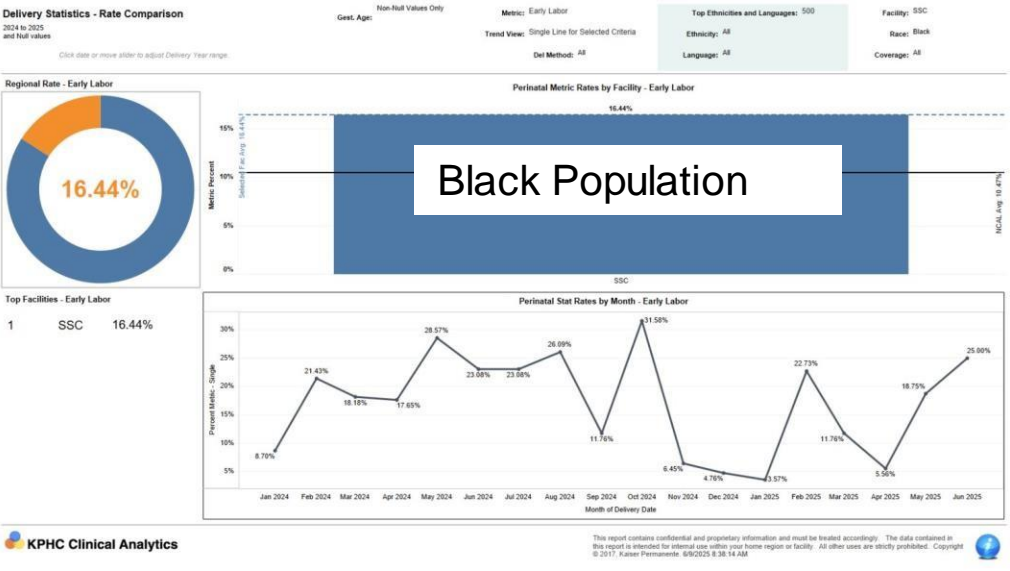 Delivery Statistics - Rate Comparison
2024 to 2025
and Null values
Click date or move slider to adjust Delivery Year range.
Gest. Age: Non-Null Values Only
Metric: Early Labor
Trend View: Single Line for Selected Criteria
Del Method: All
Top Ethnicities and Languages: 500
Ethnicity: All
Language: All
Facility: SSC
Race: Black
Coverage: All
Regional Rate - Early Labor
16.44%
Perinatal Metric Rates by Facility - Early Labor
16.44%
Metric Percent
15%
10%
5%
0%
Selected Fac Avg: 16.44%
Black Population
NCAL Avg: 10.47%
SSC
Top Facilities - Early Labor
1 SSC 16.44%
Perinatal Stat Rates by Month - Early Labor
Percent Metric - Single
30%
25%
20%
15%
10%
5%
8.70%
21.43%
18.18%
17.65%
28.57%
23.08%
23.08%
26.09%
11.76%
31.58%
6.45%
4.76%
3.57%
22.73%
11.76%
5.56%
18.75%
25.00%
Jan 2024 Feb 2024 Mar 2024 Apr 2024 May 2024 Jun 2024 Jul 2024 Aug 2024 Sep 2024 Oct 2024 Nov 2024 Dec 2024 Jan 2025 Feb 2025 Mar 2025 Apr 2025 May 2025 Jun 2025
Month of Delivery Date
KPHC Clinical Analytics
This report contains confidential and proprietary information and must be treated accordingly. The data contained in
this report is intended for internal use within your home region or facility. All other uses are strictly prohibited. Copyright
© 2017, Kaiser Permanente. 6/9/2025 8:38:14 AM